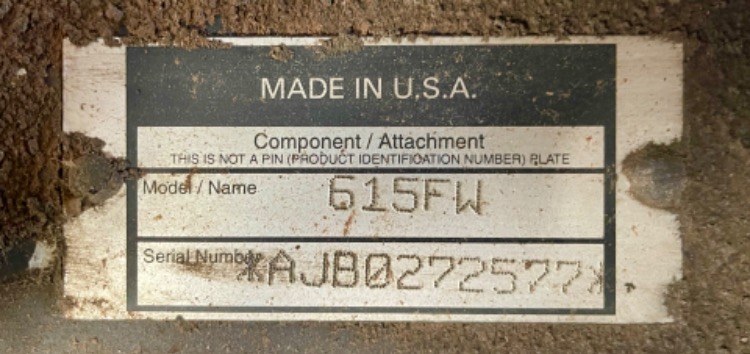 MADE IN U.S.A.
Component / Attachment
THIS IS NOT A PIN (PRODUCT IDENTIFICATION NUMBER) PLATE
Model / Name 615FW
Serial Number *AJB0272577*